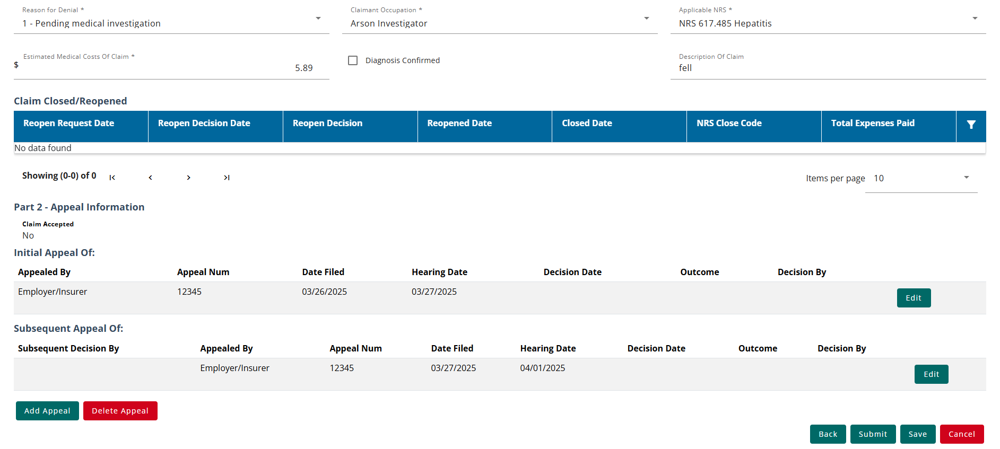 Reason for Denial *
1 - Pending medical investigation
Claimant Occupation *
Arson Investigator
Applicable NRS *
NRS 617.485 Hepatitis
Estimated Medical Costs Of Claim *
$
5.89
Diagnosis Confirmed
Description Of Claim
fell
Claim Closed/Reopened
Reopen Request Date Reopen Decision Date Reopen Decision Reopened Date Closed Date NRS Close Code Total Expenses Paid
No data found
Showing (0-0) of 0
Items per page 10
Part 2 - Appeal Information
Claim Accepted
No
Initial Appeal Of:
Appealed By Appeal Num Date Filed Hearing Date Decision Date Outcome Decision By
Employer/Insurer 12345 03/26/2025 03/27/2025 Edit
Subsequent Appeal Of:
Subsequent Decision By Appealed By Appeal Num Date Filed Hearing Date Decision Date Outcome Decision By
Employer/Insurer 12345 03/27/2025 04/01/2025 Edit
Add Appeal Delete Appeal
Back Submit Save Cancel